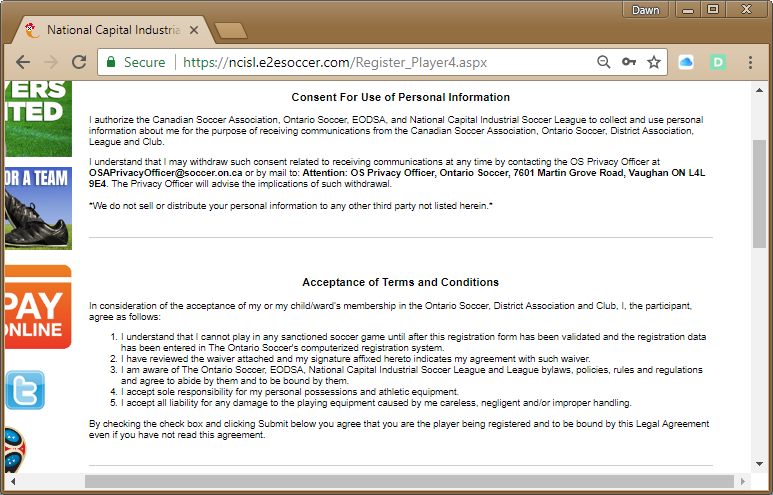 Dawn
National Capital Industria
Secure
https://ncisl.e2esoccer.com/Register_Player4.aspx
D
YERS
NTED
OR A TEAM
PAY
ONLINE
Consent For Use of Personal Information
I authorize the Canadian Soccer Association, Ontario Soccer, EODSA, and National Capital Industrial Soccer League to collect and use personal
information about me for the purpose of receiving communications from the Canadian Soccer Association, Ontario Soccer, District Association,
League and Club.
I understand that I may withdraw such consent related to receiving communications at any time by contacting the OS Privacy Officer at
OSAPrivacyOfficer@soccer.on.ca or by mail to: Attention: OS Privacy Officer, Ontario Soccer, 7601 Martin Grove Road, Vaughan ON L4L
9E4. The Privacy Officer will advise the implications of such withdrawal.
*We do not sell or distribute your personal information to any other third party not listed herein.*
Acceptance of Terms and Conditions
In consideration of the acceptance of my or my child/ward's membership in the Ontario Soccer, District Association and Club, I, the participant,
agree as follows:
1. I understand that I cannot play in any sanctioned soccer game until after this registration form has been validated and the registration data
has been entered in The Ontario Soccer's computerized registration system.
2. I have reviewed the waiver attached and my signature affixed hereto indicates my agreement with such waiver.
3. I am aware of The Ontario Soccer, EODSA, National Capital Industrial Soccer League and League bylaws, policies, rules and regulations
and agree to abide by them and to be bound by them.
4. I accept sole responsibility for my personal possessions and athletic equipment.
5. I accept all liability for any damage to the playing equipment caused by me careless, negligent and/or improper handling.
By checking the check box and clicking Submit below you agree that you are the player being registered and to be bound by this Legal Agreement
even if you have not read this agreement.